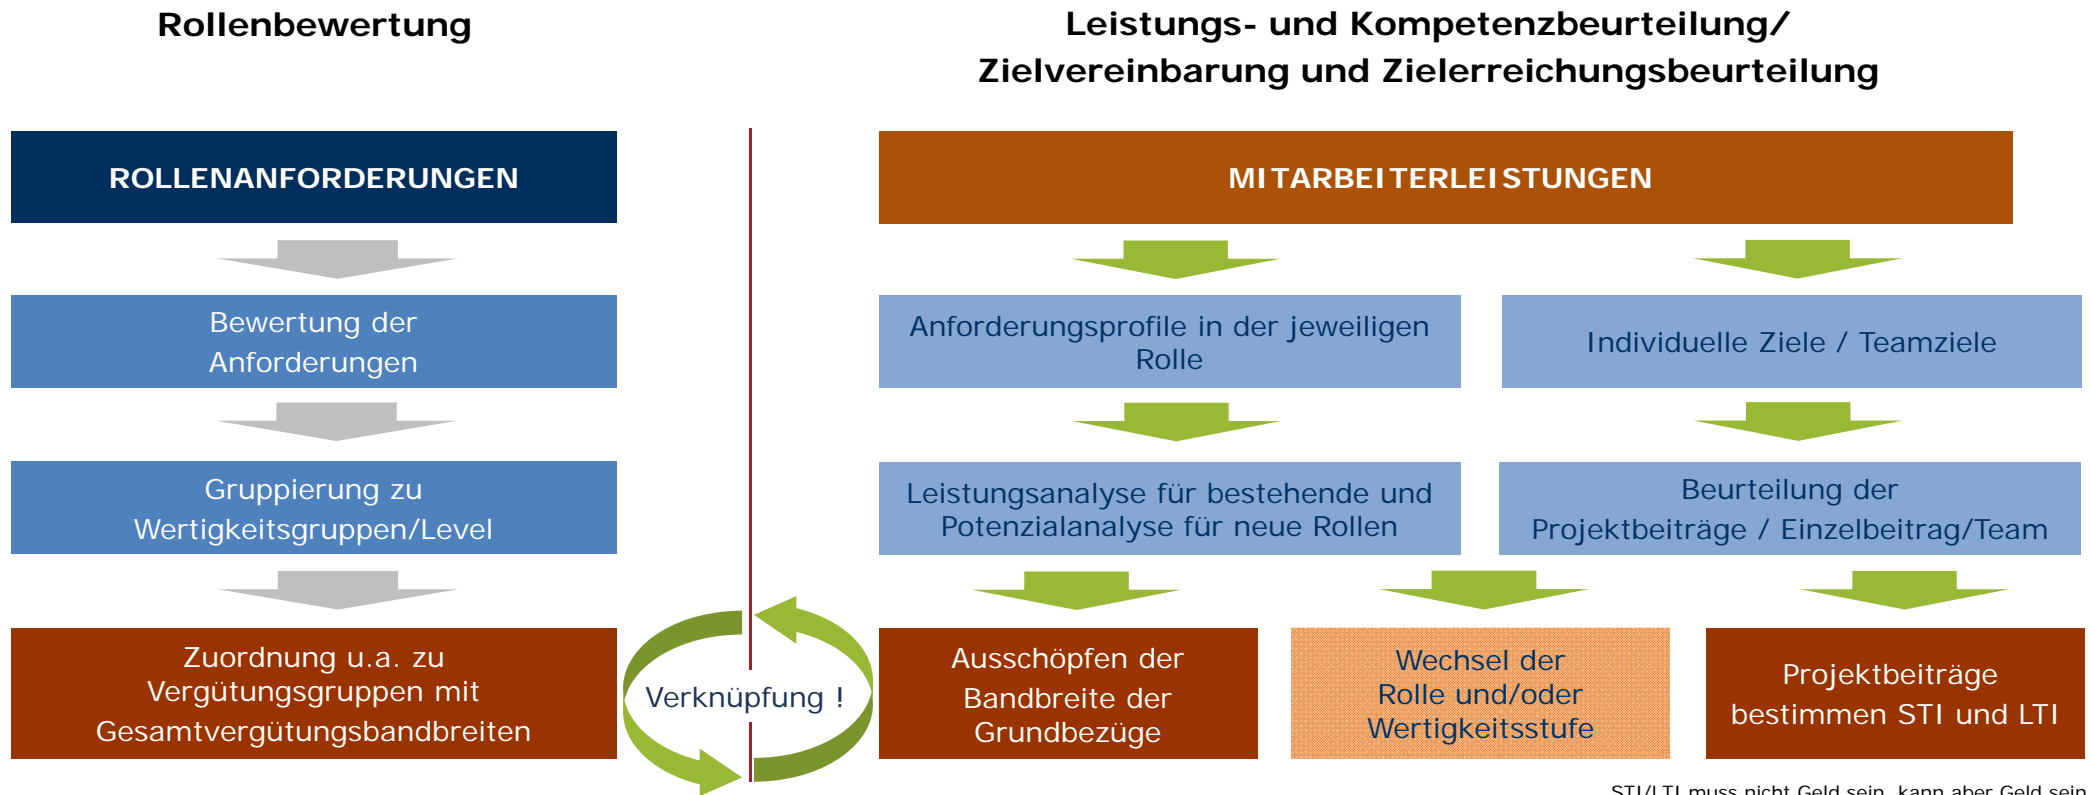 Rollenbewertung
Leistungs- und Kompetenzbeurteilung/
Zielvereinbarung und Zielerreichungsbeurteilung
ROLLENANFORDERUNGEN
Bewertung der
Anforderungen
Gruppierung zu
Wertigkeitsgruppen/Level
Zuordnung u.a. zu
Vergütungsgruppen mit
Gesamtvergütungsbandbreiten
Verknüpfung !
MITARBEITERLEISTUNGEN
Anforderungsprofile in der jeweiligen
Rolle
Individuelle Ziele / Teamziele
Leistungsanalyse für bestehende und
Potenzialanalyse für neue Rollen
Beurteilung der
Projektbeiträge / Einzelbeitrag/Team
Ausschöpfen der
Bandbreite der
Grundbezüge
Wechsel der
Rolle und/oder
Wertigkeitsstufe
Projektbeiträge
bestimmen STI und LTI
STI/LTI muss nicht Geld sein, kann aber Geld sein